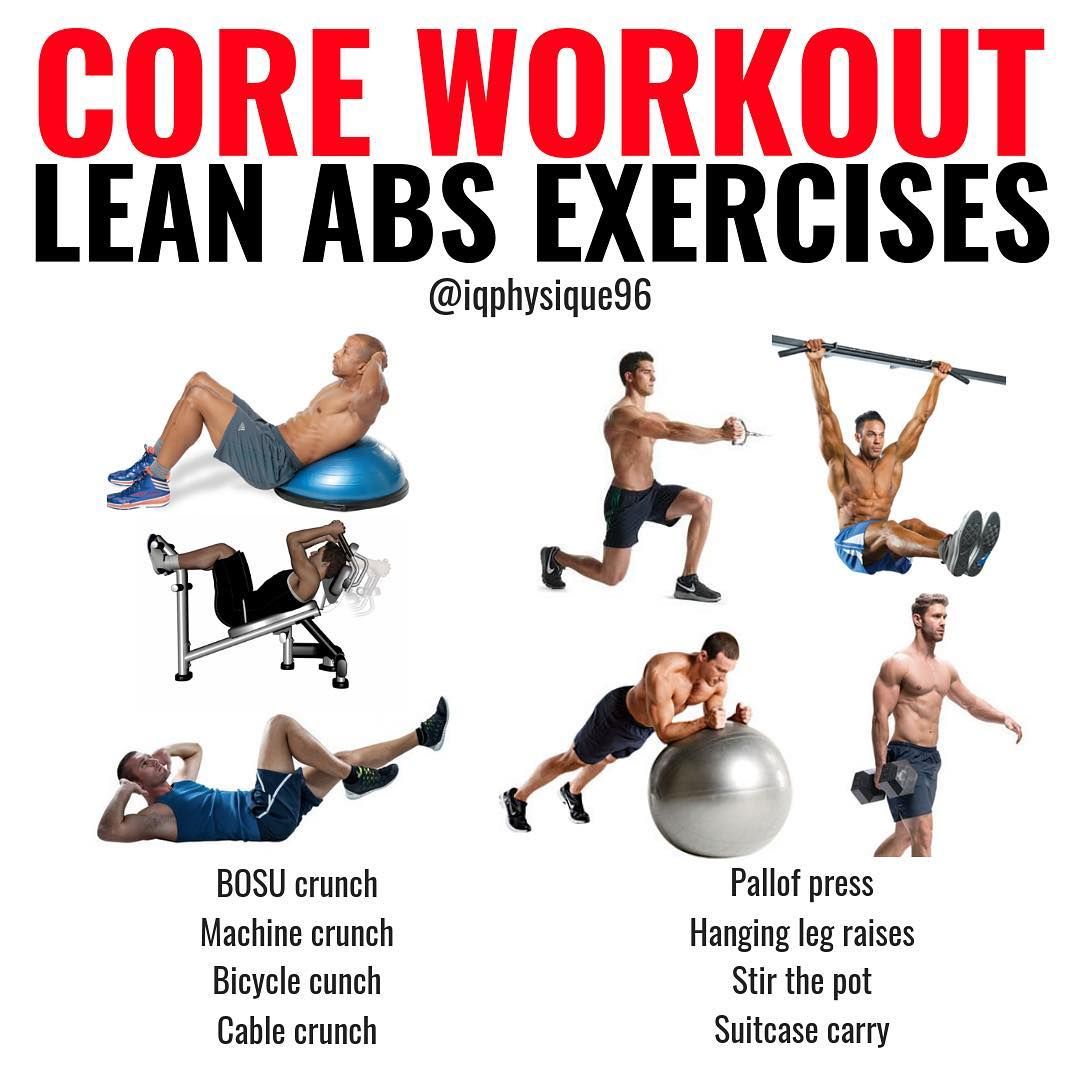 CORE WORKOUT
LEAN ABS EXERCISES
@iqphysique96
BOSU crunch
Machine crunch
Bicycle cunch
Cable crunch
Pallof press
Hanging leg raises
Stir the pot
Suitcase carry